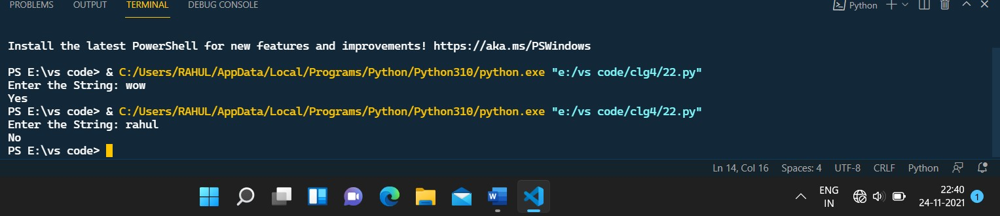 PROBLEMS OUTPUT TERMINAL DEBUG CONSOLE Python
Install the latest PowerShell for new features and improvements! https://aka.ms/PSWindows
PS E:\vs code> & C:/Users/RAHUL/AppData/Local/Programs/Python/Python310/python.exe "e:/vs code/clg4/22.py"
Enter the String: wow
Yes
PS E:\vs code> & C:/Users/RAHUL/AppData/Local/Programs/Python/Python310/python.exe "e:/vs code/clg4/22.py"
Enter the String: rahul
No
PS E:\vs code>
Ln 14, Col 16 Spaces: 4 UTF-8 CRLF Python
ENG 22:40
IN 24-11-2021 1